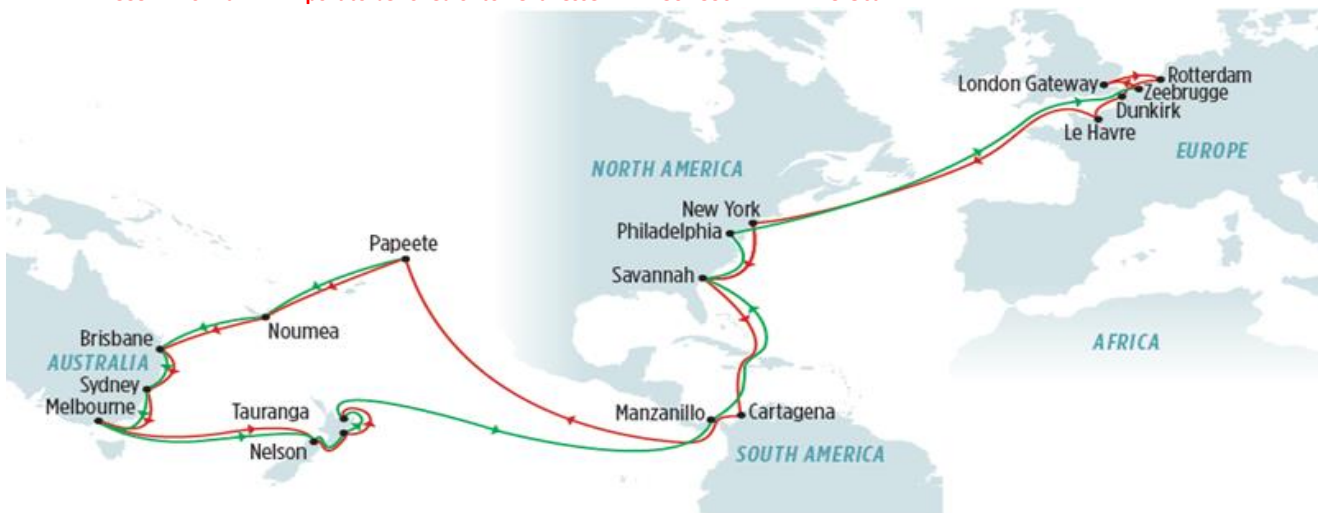 London Gateway
Rotterdam
Zeebrugge
Dunkirk
Le Havre
EUROPE
NORTH AMERICA
New York
Philadelphia
Papeete
Savannah
Noumea
Brisbane
AUSTRALIA
AFRICA
Sydney
Melbourne
Tauranga
Manzanillo
Cartagena
Nelson
SOUTH AMERICA